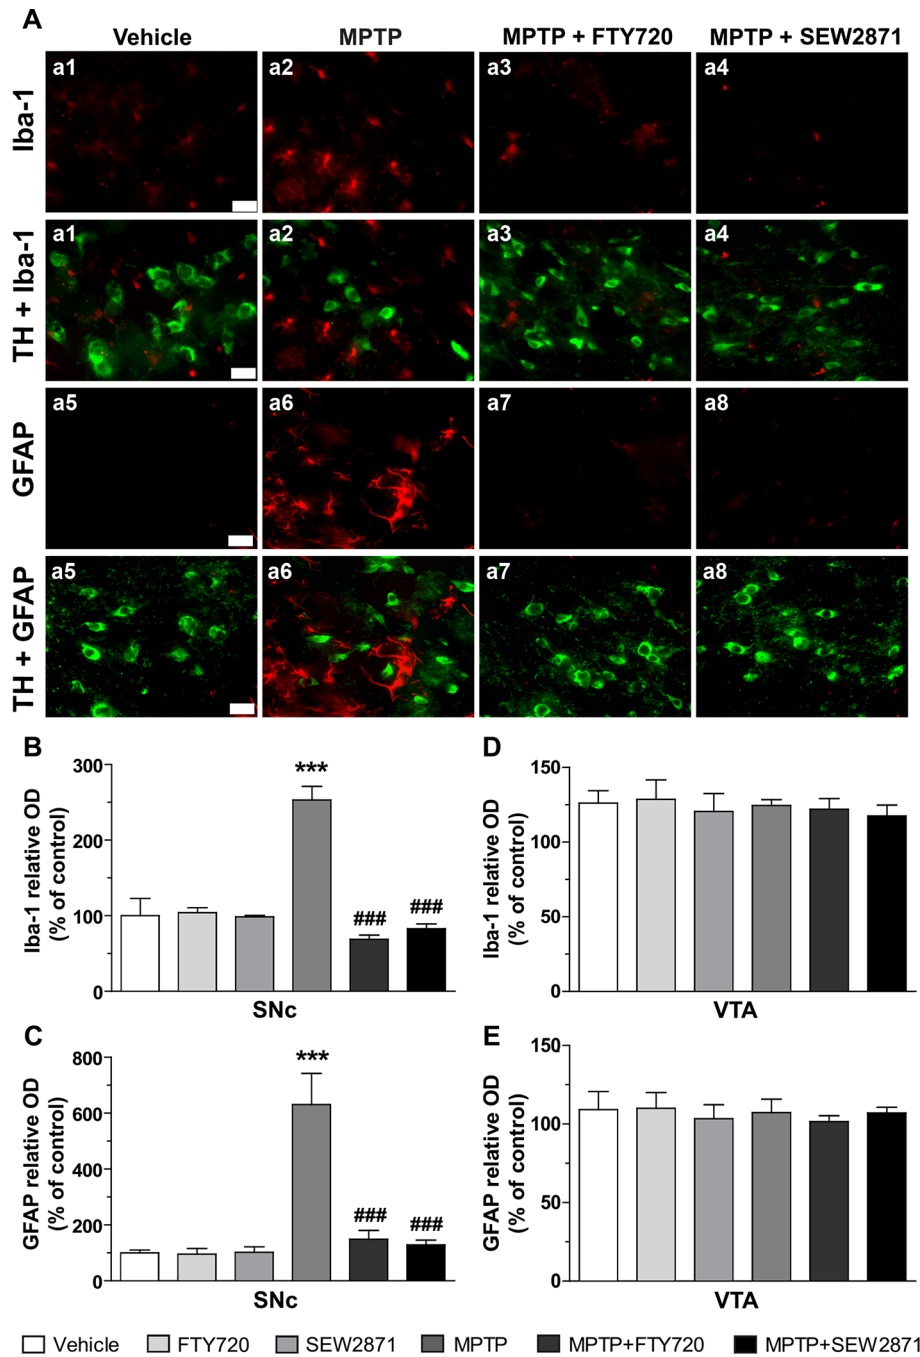 A
Vehicle MPTP MPTP + FTY720 MPTP + SEW2871
Iba-1
a1 a2 a3 a4
TH + Iba-1
a1 a2 a3 a4
GFAP
a5 a6 a7 a8
TH + GFAP
a5 a6 a7 a8
B
Iba-1 relative OD
(% of control)
300
200
100
0
***
###
###
SNc
D
Iba-1 relative OD
(% of control)
150
100
50
0
VTA
C
GFAP relative OD
(% of control)
800
600
400
200
0
***
###
###
SNc
E
GFAP relative OD
(% of control)
150
100
50
0
VTA
Vehicle FTY720 SEW2871 MPTP MPTP+FTY720 MPTP+SEW2871